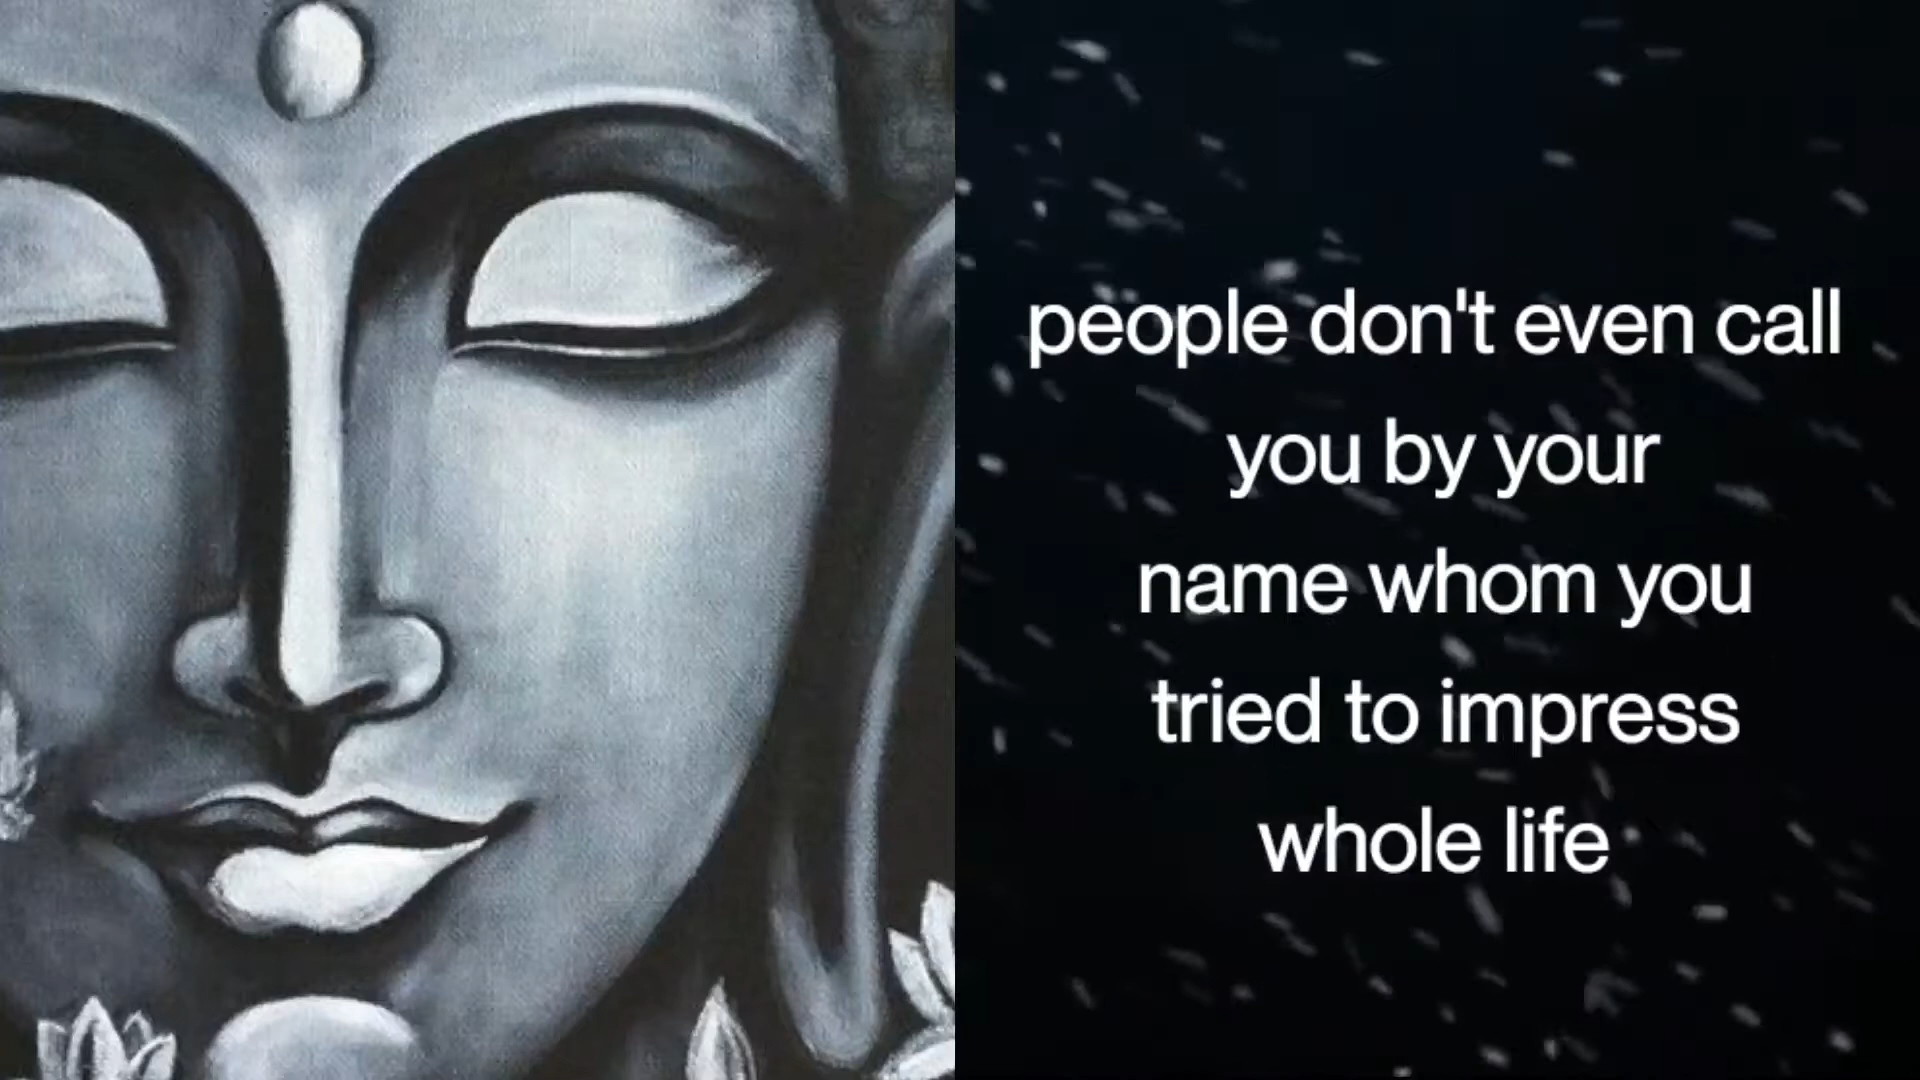 people don't even call
you by your
name whom you
tried to impress
whole life